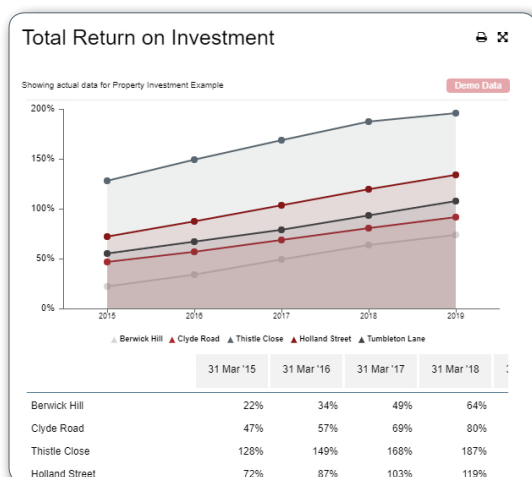 Total Return on Investment
Showing actual data for Property Investment Example
Demo Data
200%
150%
100%
50%
0%
2015 2016 2017 2018 2019
Berwick Hill Clyde Road Thistle Close Holland Street Tumbleton Lane
31 Mar '15 31 Mar '16 31 Mar '17 31 Mar '18
Berwick Hill 22% 34% 49% 64%
Clyde Road 47% 57% 69% 80%
Thistle Close 128% 149% 168% 187%
Holland Street 72% 87% 103% 119%